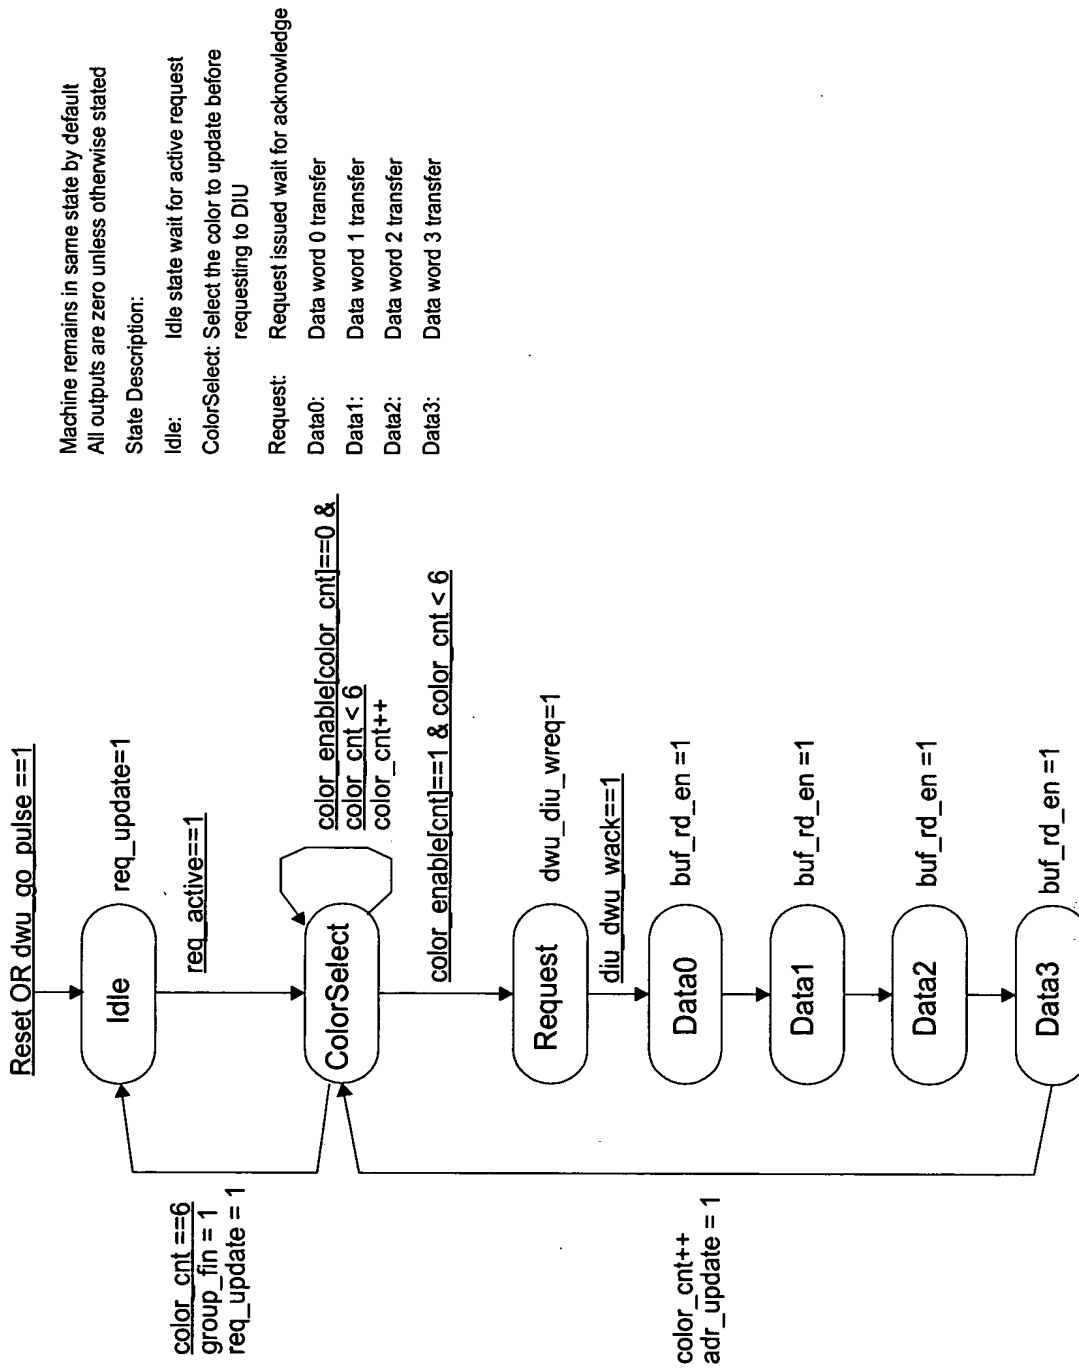 Reset OR dwu_go_pulse ==1
Idle
req_update=1
req_active==1
color_cnt ==6
group_fin = 1
req_update = 1
ColorSelect
color_enable[color_cnt]==0 &
color_cnt < 6
color_cnt++
color_enable[cnt]==1 & color_cnt < 6
Request
dwu_diu_wreq=1
diu_dwu_wack==1
Data0
buf_rd_en =1
Data1
buf_rd_en =1
Data2
buf_rd_en =1
Data3
buf_rd_en =1
color_cnt++
adr_update = 1
Machine remains in same state by default
All outputs are zero unless otherwise stated
State Description:
Idle: Idle state wait for active request
ColorSelect: Select the color to update before
requesting to DIU
Request: Request issued wait for acknowledge
Data0: Data word 0 transfer
Data1: Data word 1 transfer
Data2: Data word 2 transfer
Data3: Data word 3 transfer